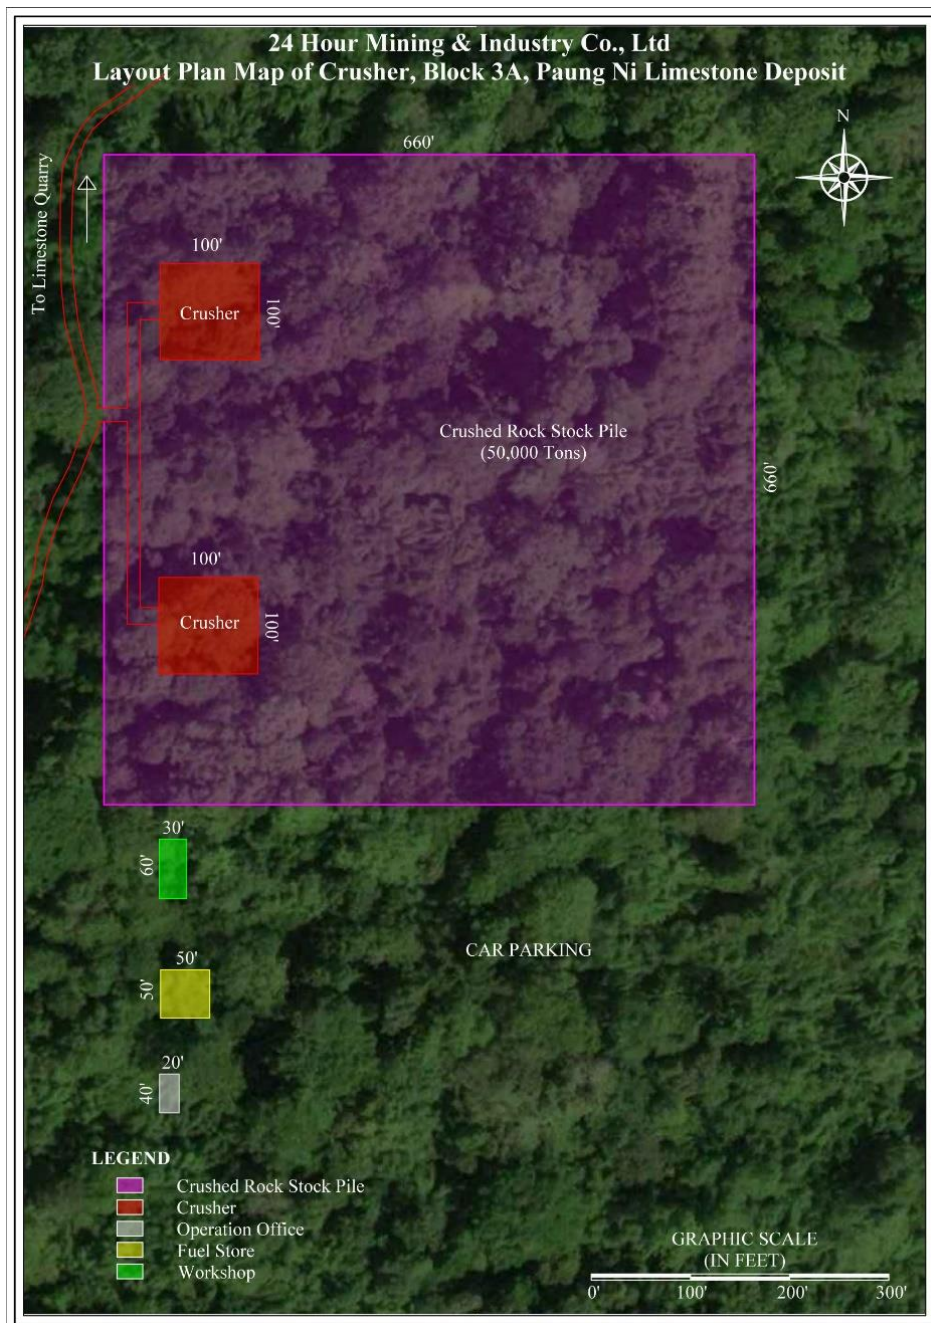 24 Hour Mining & Industry Co., Ltd
Layout Plan Map of Crusher, Block 3A, Paung Ni Limestone Deposit
N
660'
To Limestone Quarry
100'
Crusher
100'
Crushed Rock Stock Pile
(50,000 Tons)
660'
100'
Crusher
100'
30'
60'
CAR PARKING
50'
50'
20'
40'
LEGEND
Crushed Rock Stock Pile
Crusher
Operation Office
Fuel Store
Workshop
GRAPHIC SCALE
(IN FEET)
0' 100' 200' 300'